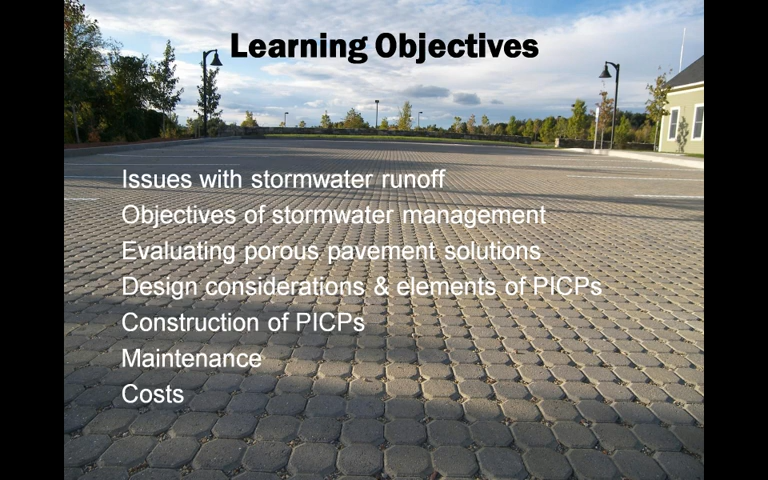 Learning Objectives
Issues with stormwater runoff
Objectives of stormwater management
Evaluating porous pavement solutions
Design considerations & elements of PICPs
Construction of PICPs
Maintenance
Costs